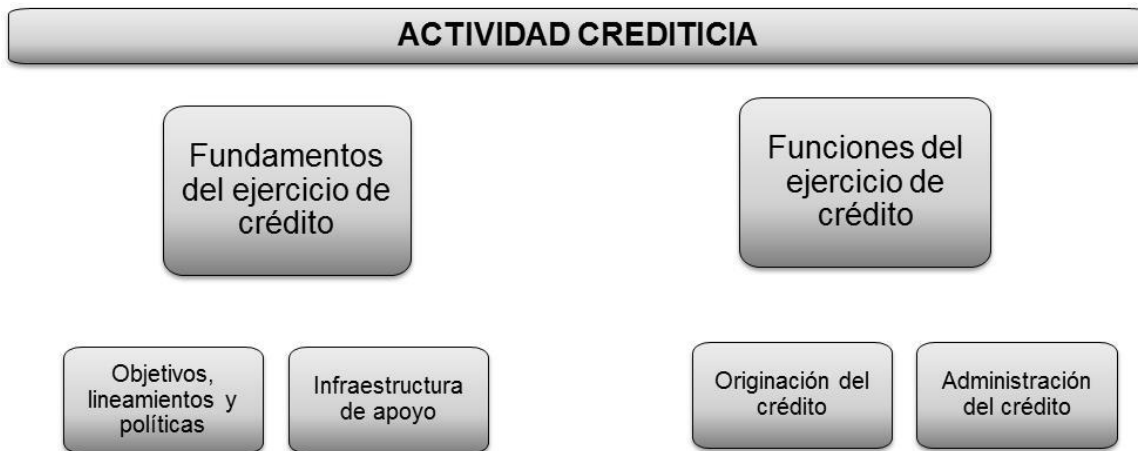 ACTIVIDAD CREDITICIA
Fundamentos
del ejercicio de
crédito
Funciones del
ejercicio de
crédito
Objetivos,
lineamientos y
políticas
Infraestructura
de apoyo
Originación del
crédito
Administración
del crédito